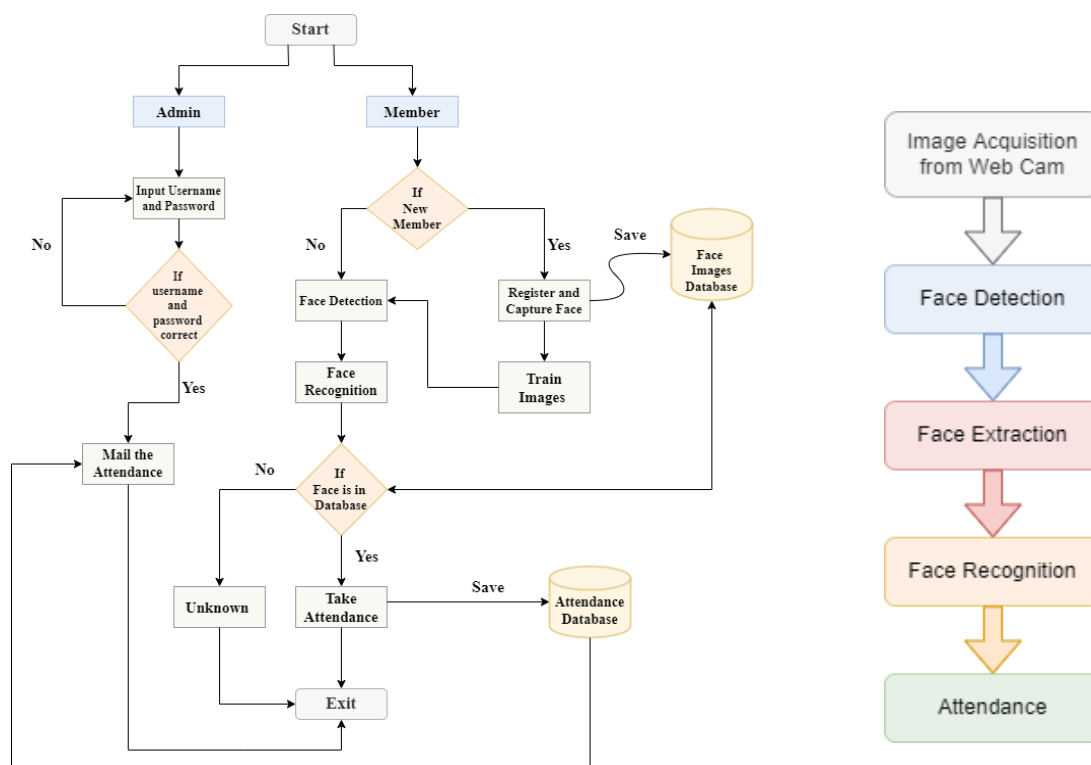 Start
Admin
Member
Input Username
and Password
No
If
username
and
password
correct
Yes
Mail the
Attendance
If
New
Member
No
Yes
Save
Face
Images
Database
Face Detection
Register and
Capture Face
Face
Recognition
Train
Images
No
If
Face is in
Database
Yes
Unknown
Take
Attendance
Save
Attendance
Database
Exit
Image Acquisition
from Web Cam
Face Detection
Face Extraction
Face Recognition
Attendance